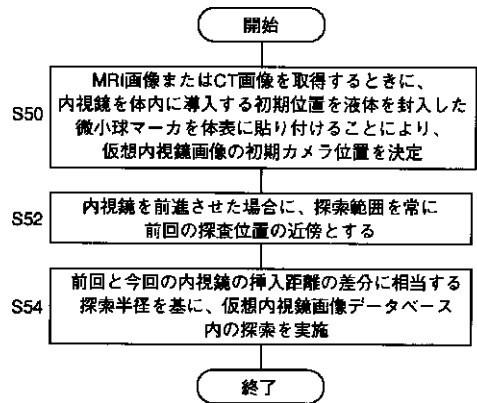 開始
S50
MRI画像またはCT画像を取得するときに、
内視鏡を体内に導入する初期位置を液体を封入した
微小球マーカを体表に貼り付けることにより、
仮想内視鏡画像の初期カメラ位置を決定
S52
内視鏡を前進させた場合に、探索範囲を常に
前回の探査位置の近傍とする
S54
前回と今回の内視鏡の挿入距離の差分に相当する
探索半径を基に、仮想内視鏡画像データベース
内の探索を実施
終了